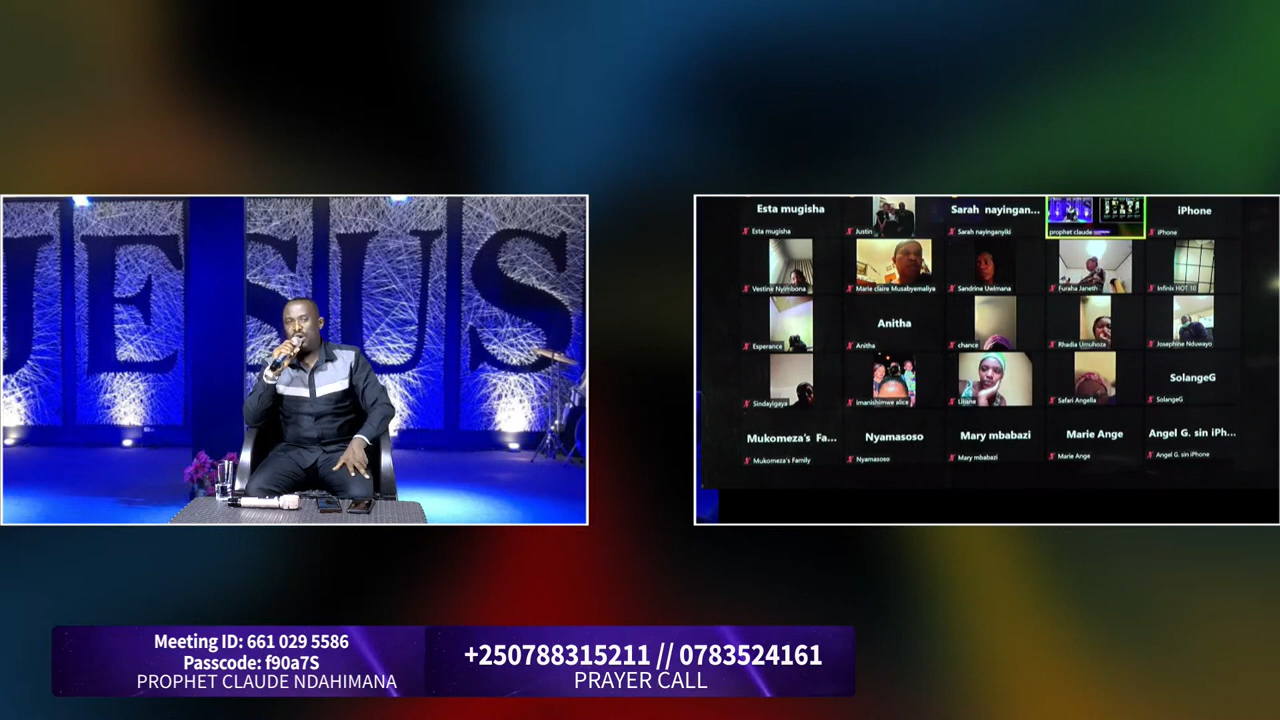 JESUS
Esta mugisha
Sarah nayingan...
iPhone
Esta mugisha
Justin
Sarah nayinganyiki
prophet claude
iPhone
Vestine Nyimbona
Marie claire Musabyemaliya
Sandrine Uwimana
Furaha Janeth
Infinix HOT 10
Anitha
Esperance
Anitha
chance
Rhadia Umuhoza
Josephine Nduwayo
SolangeG
Sindayigaya
imanishimwe alice
Liliane
Safari Angella
SolangeG
Mukomeza's Fa...
Nyamasoso
Mary mbabazi
Marie Ange
Angel G. sin iPh...
Mukomeza's Family
Nyamasoso
Mary mbabazi
Marie Ange
Angel G. sin iPhone
Meeting ID: 661 029 5586
Passcode: f90a7S
PROPHET CLAUDE NDAHIMANA
+250788315211 // 0783524161
PRAYER CALL